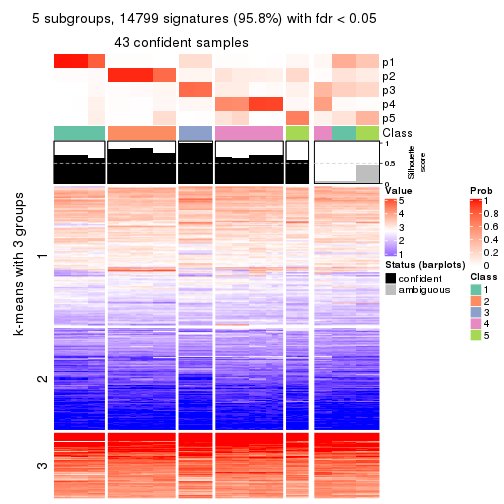 5 subgroups, 14799 signatures (95.8%) with fdr < 0.05
43 confident samples
p1
p2
p3
p4
p5
Class
1
0.5
0
Silhouette
score
k-means with 3 groups
1
2
3
Value
5
4
3
2
1
Status (barplots)
confident
ambiguous
Prob
1
0.8
0.6
0.4
0.2
0
Class
1
2
3
4
5